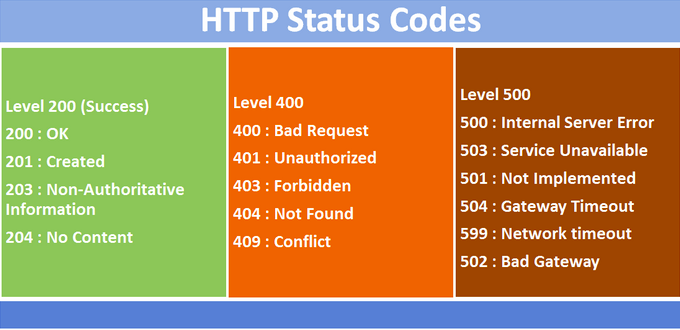 HTTP Status Codes
Level 200 (Success)
200 : OK
201 : Created
203 : Non-Authoritative
Information
204 : No Content
Level 400
400 : Bad Request
401 : Unauthorized
403 : Forbidden
404 : Not Found
409 : Conflict
Level 500
500 : Internal Server Error
503 : Service Unavailable
501 : Not Implemented
504 : Gateway Timeout
599 : Network timeout
502 : Bad Gateway